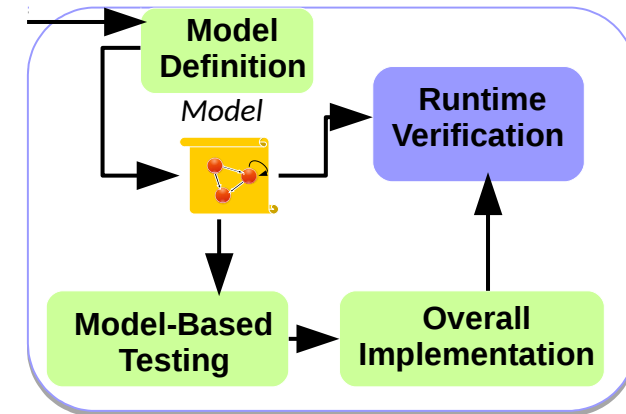 Model
Definition
Model
Runtime
Verification
Model-Based
Testing
Overall
Implementation